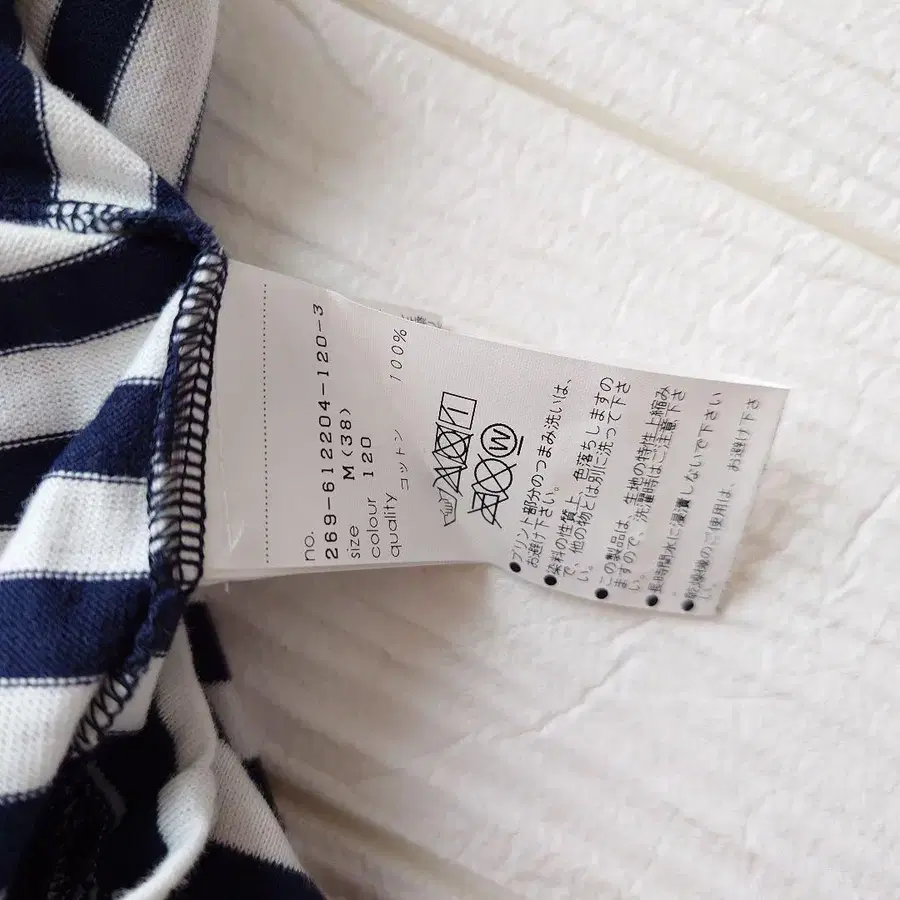 no.
269-612204-120-3
size
M(38)
colour
120
quality
コットン 100%
W
●プリント部分のつまみ洗いは、
お避け下さい。
●染料の性質上、色落ちしますの
で、他の物とは別に洗って下さ
い。
●この製品は、生地の特性上縮み
ますので、洗濯時はご注意下さ
い。
●長時間水に浸漬しないで下さい
●乾燥機のご使用は、お避け下さ
い。